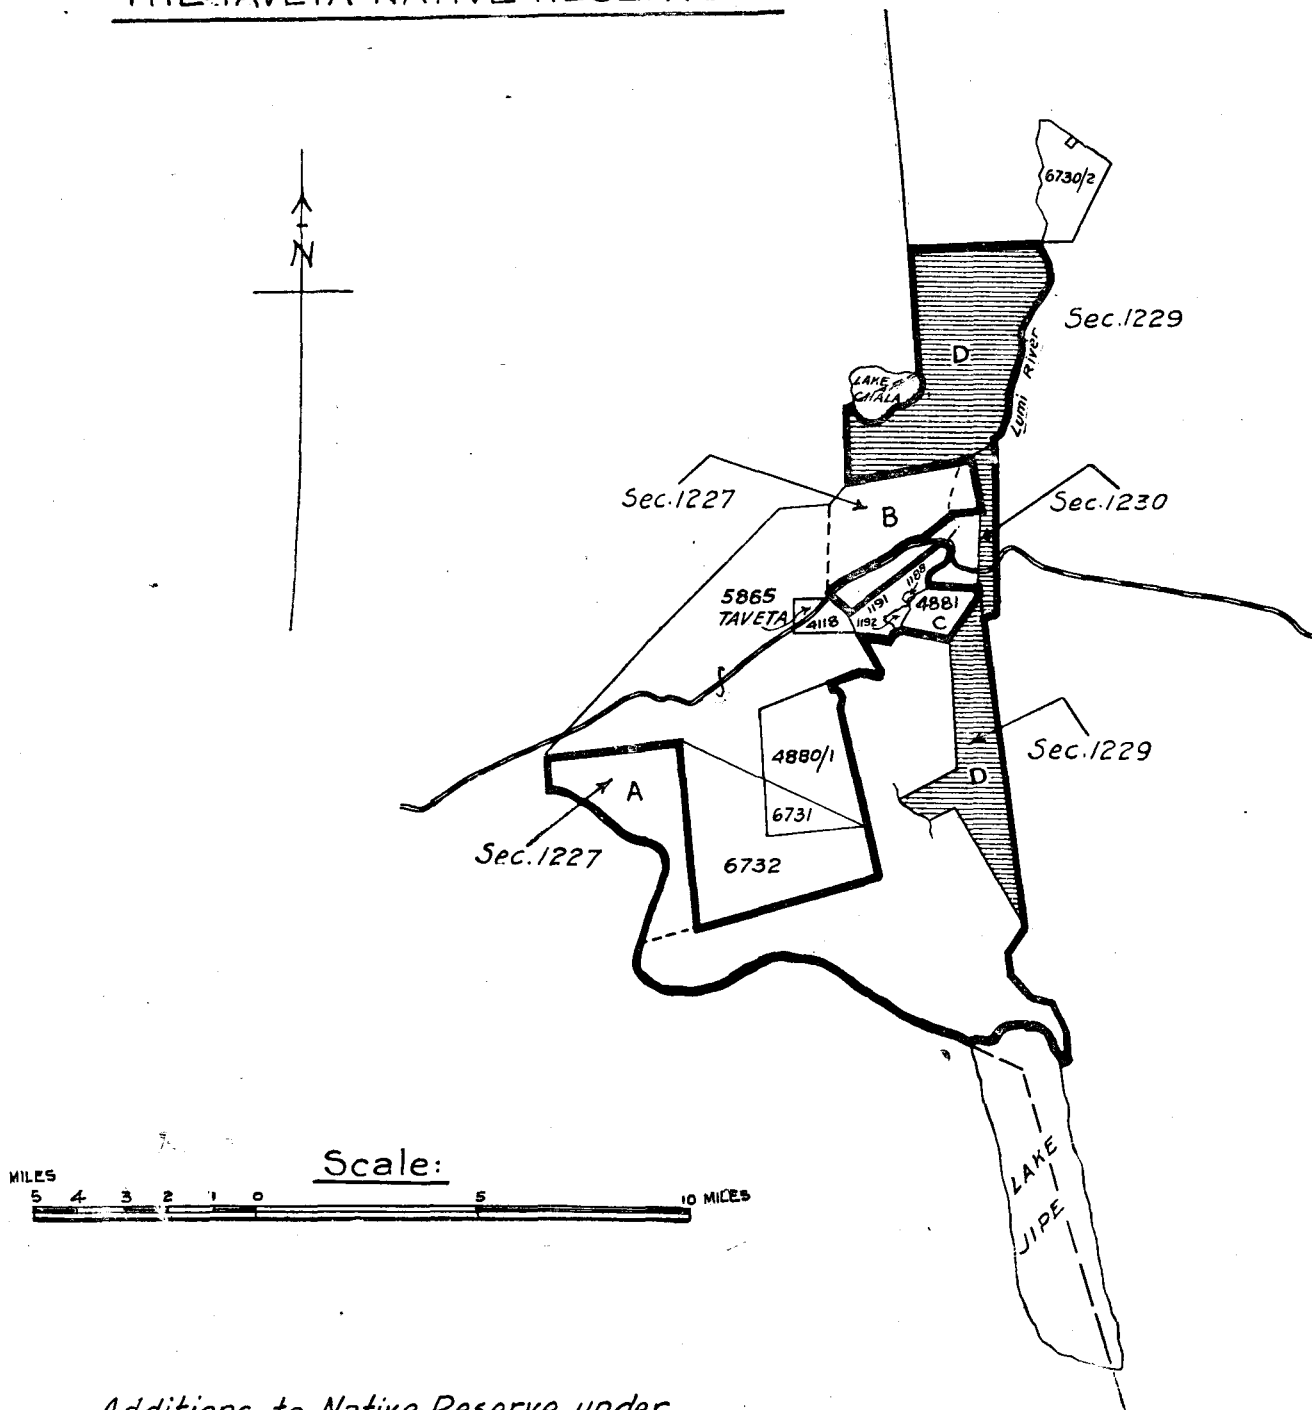 THE TAVETA NATIVE RESERVE
6730/2
N
Sec.1229
D
Lumi River
LAKE
CHALA
Sec.1227
B
Sec.1230
5865
TAVETA
4118
1191
1188
1192
4881
C
4880/1
6731
6732
A
Sec.1227
D
Sec.1229
Scale:
MILES
5 4 3 2 1 0 5 10 MILES
LAKE
JIPE
Additions to Native Reserve under